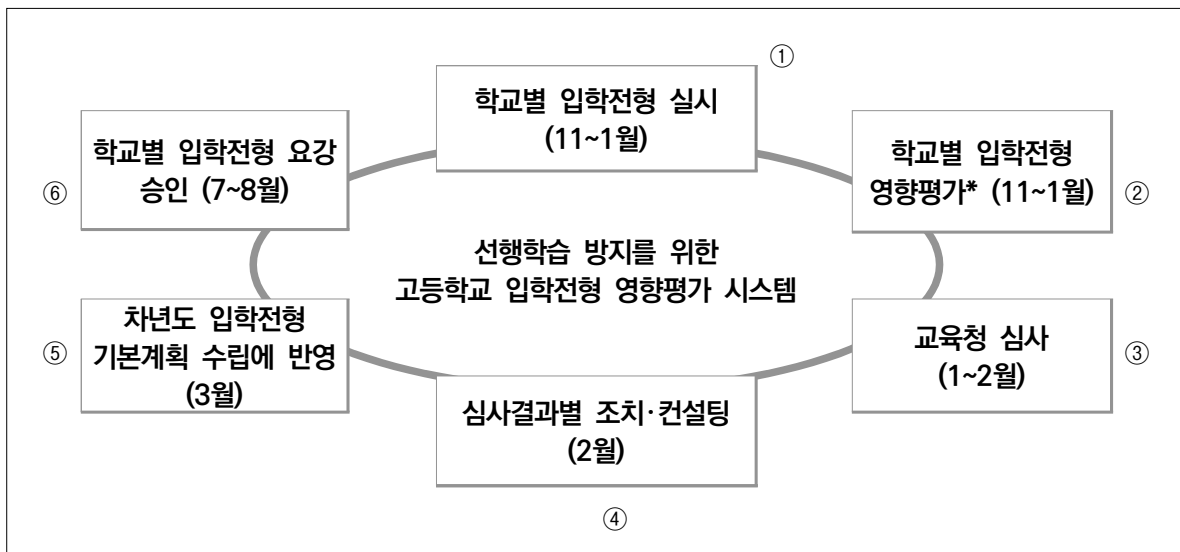 ①
학교별 입학전형 실시
(11~1월)
학교별 입학전형
영향평가* (11~1월)
②
교육청 심사
(1~2월)
③
심사결과별 조치·컨설팅
(2월)
④
차년도 입학전형
기본계획 수립에 반영
(3월)
⑤
학교별 입학전형 요강
승인 (7~8월)
⑥
선행학습 방지를 위한
고등학교 입학전형 영향평가 시스템